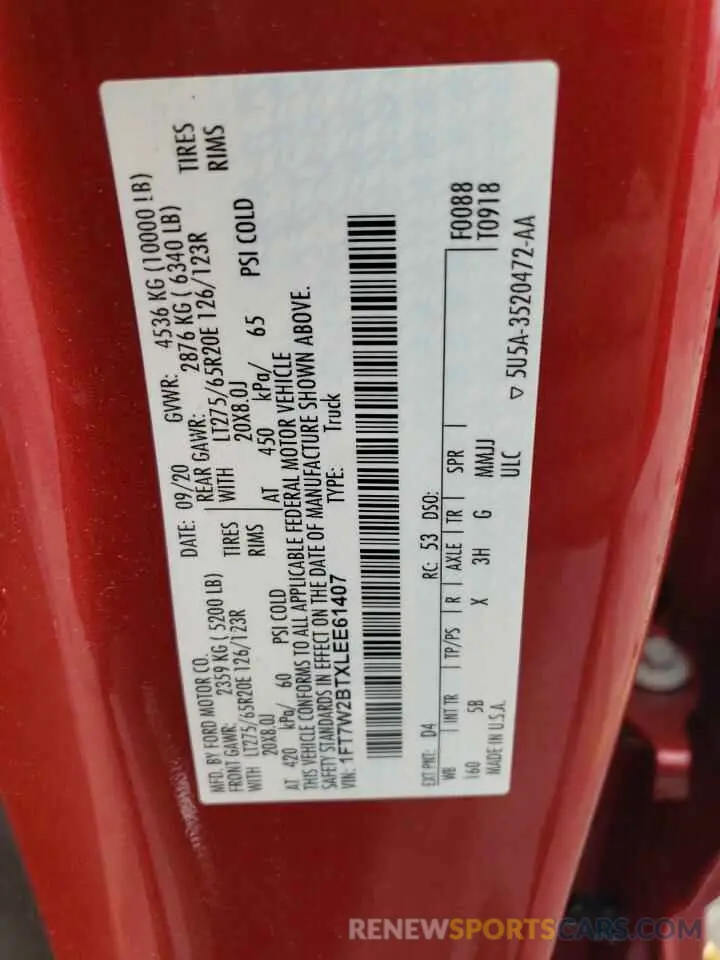 MFD. BY FORD MOTOR CO.
DATE: 09/20 GVWR: 4536 KG (10000 LB)
FRONT GAWR: 2359 KG ( 5200 LB) REAR GAWR: 2876 KG ( 6340 LB)
WITH LT275/65R20E 126/123R TIRES WITH LT275/65R20E 126/123R TIRES
20X8.0J RIMS 20X8.0J RIMS
AT 420 kPa/ 60 PSI COLD AT 450 kPa/ 65 PSI COLD
THIS VEHICLE CONFORMS TO ALL APPLICABLE FEDERAL MOTOR VEHICLE
SAFETY STANDARDS IN EFFECT ON THE DATE OF MANUFACTURE SHOWN ABOVE.
VIN: 1FT7W2BTXLEE61407 TYPE: Truck
EXT PNT: D4 RC: 53 DSO: F0088
WB INT TR TP/PS R AXLE TR SPR T0918
160 5B X 3H G MMJJ
MADE IN U.S.A. ULC ▽ 5U5A-3520472-AA
RENEWSPORTSCARS.COM